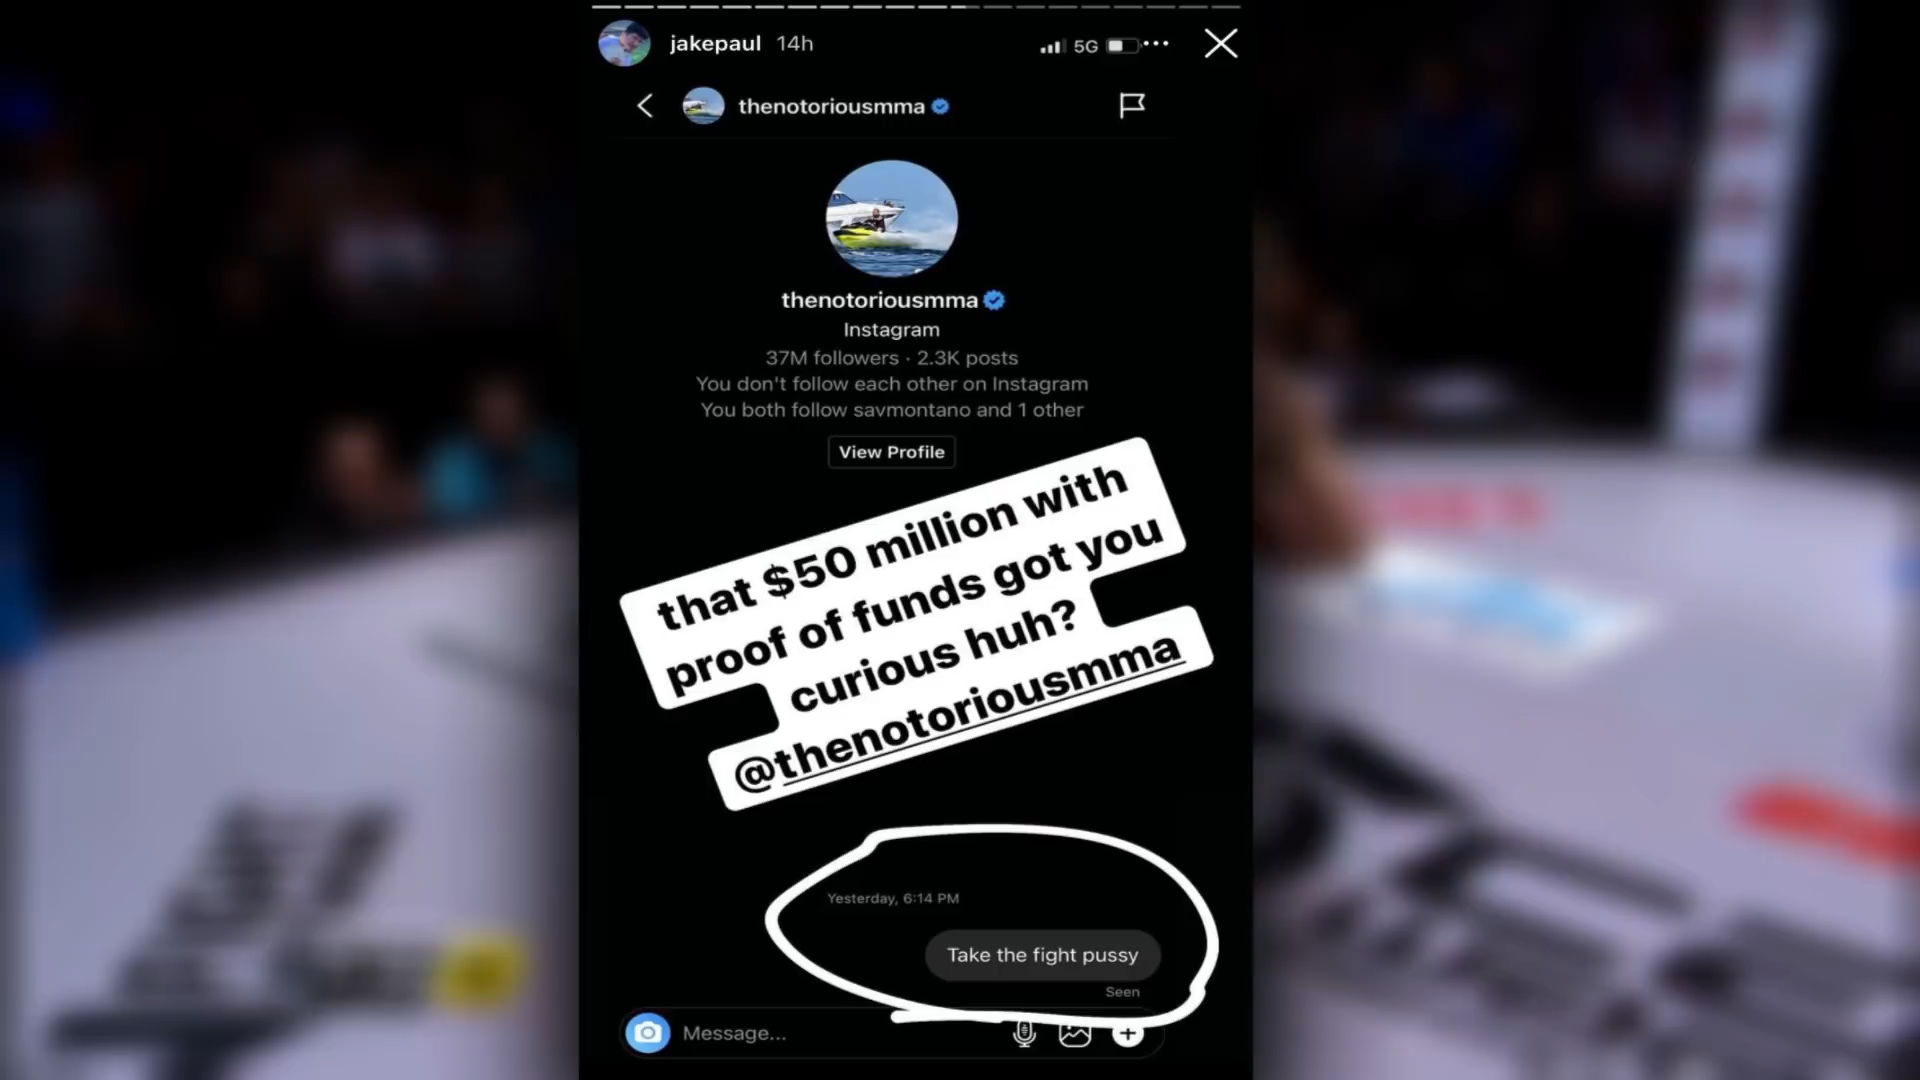 jakepaul 14h
5G
thenotoriousmma
thenotoriousmma
Instagram
37M followers · 2.3K posts
You don't follow each other on Instagram
You both follow savmontano and 1 other
View Profile
that $50 million with
proof of funds got you
curious huh?
@thenotoriousmma
Yesterday, 6:14 PM
Take the fight pussy
Seen
Message...